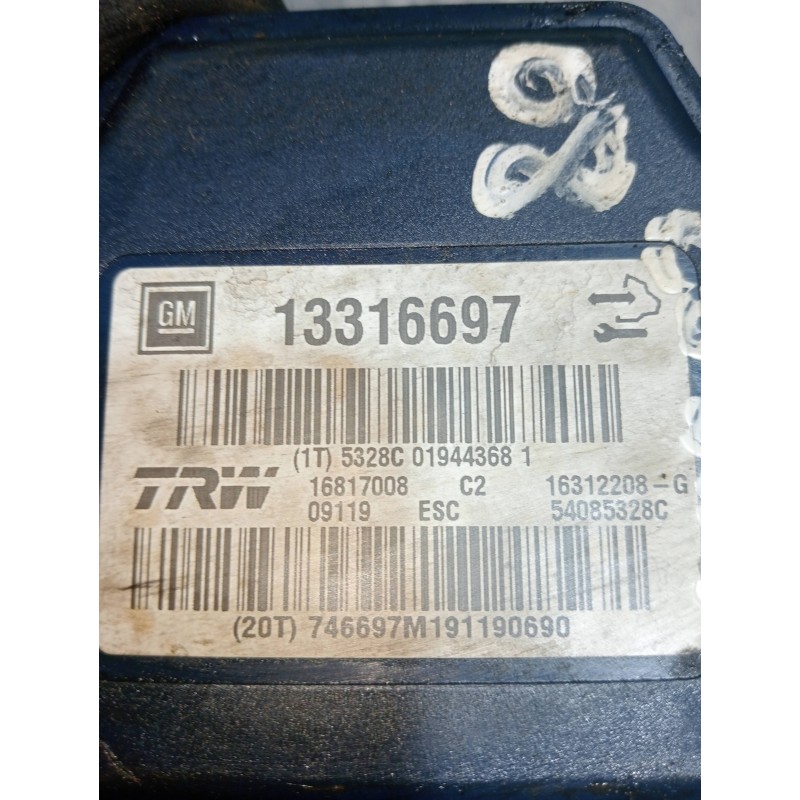 GM 13316697
(1T) 5328C 01944368 1
TRW 16817008 C2 16312208-G
09119 ESC 54085328C
(20T) 746697M191190690